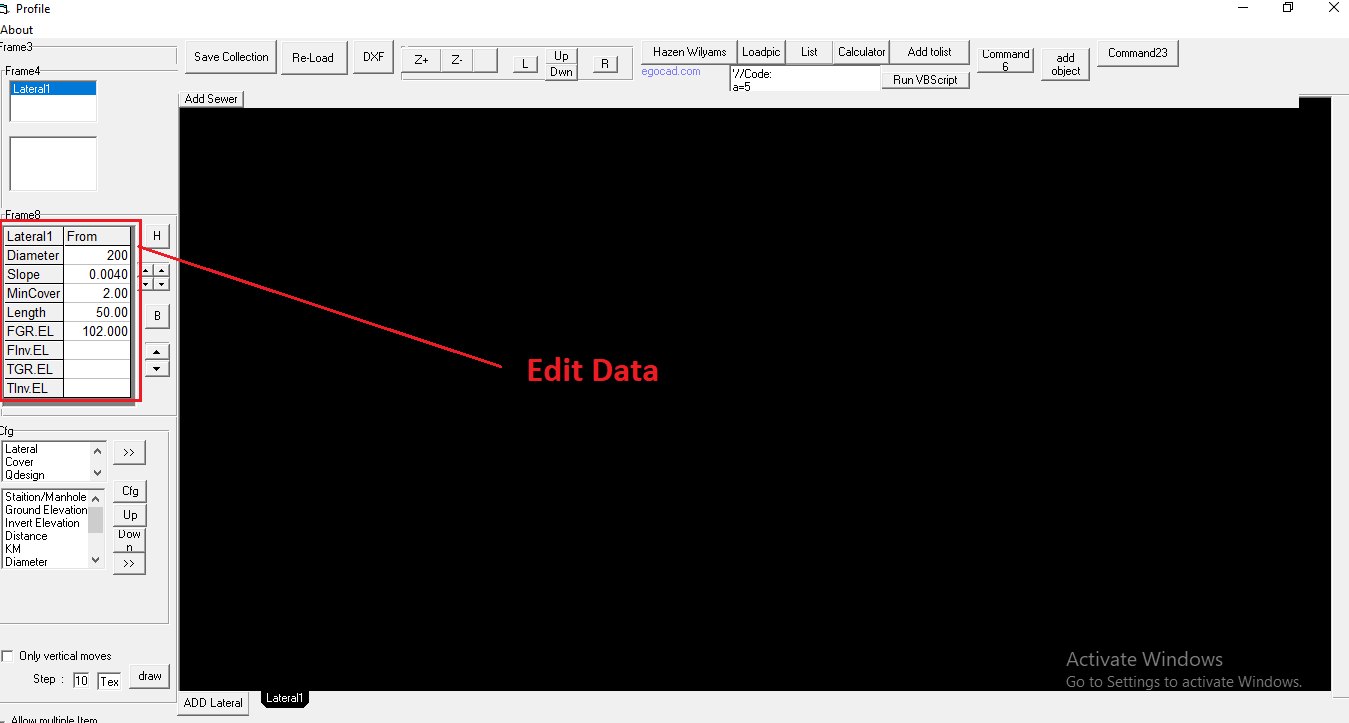 Profile
About
Frame3
Save Collection
Re-Load
DXF
Z+
Z-
L
Up
Dwn
R
Hazen Wilyams
Loadpic
List
Calculator
Add tolist
Command
6
add
object
Command23
egocad.com
'//Code:
a=5
Run VBScript
Frame4
Lateral1
Add Sewer
Frame8
Lateral1 From
Diameter 200
Slope 0.0040
MinCover 2.00
Length 50.00
FGR.EL 102.000
FInv.EL
TGR.EL
TInv.EL
H
B
Edit Data
Cfg
Lateral
Cover
Qdesign
>>
Staition/Manhole
Ground Elevation
Invert Elevation
Distance
KM
Diameter
Cfg
Up
Dow
n
>>
Only vertical moves
Step :
10
Tex
draw
Activate Windows
Go to Settings to activate Windows.
ADD Lateral
Lateral1
Allow multiple Item